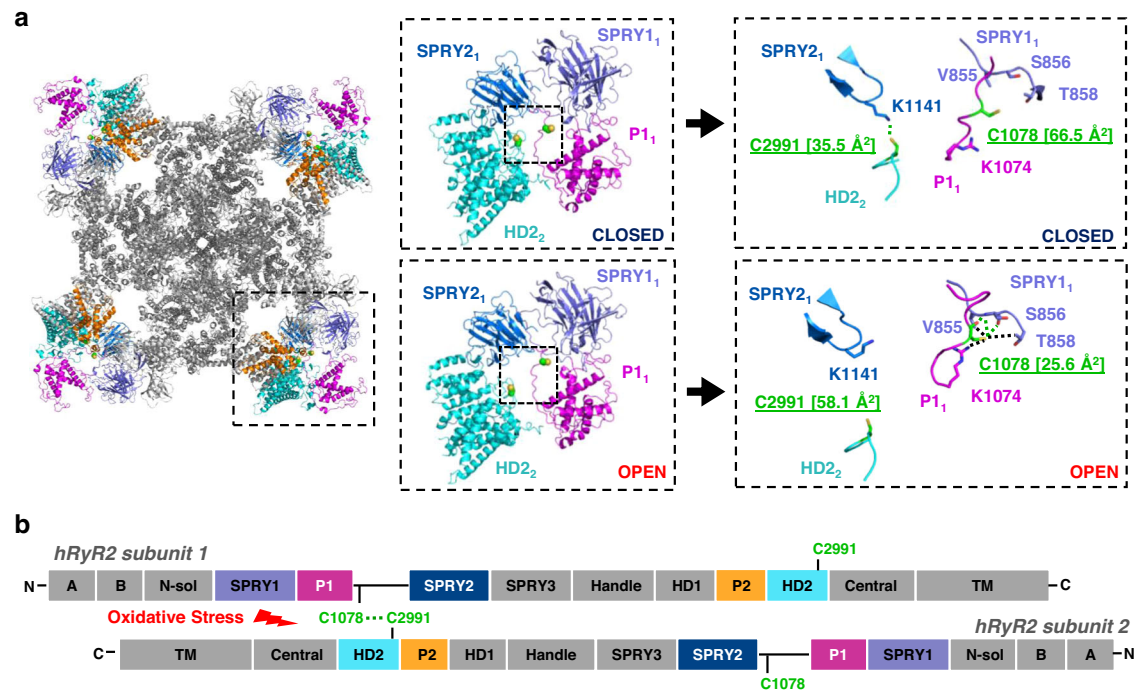 a
SPRY2₁
SPRY1₁
P1₁
HD2₂
CLOSED
SPRY2₁
SPRY1₁
S856
V855
T858
K1141
C2991 [35.5 Å²]
C1078 [66.5 Å²]
K1074
P1₁
HD2₂
CLOSED
SPRY2₁
SPRY1₁
P1₁
HD2₂
OPEN
SPRY2₁
SPRY1₁
S856
V855
T858
K1141
C1078 [25.6 Å²]
C2991 [58.1 Å²]
P1₁ K1074
HD2₂
OPEN
b
hRyR2 subunit 1
C2991
N A B N-sol SPRY1 P1 SPRY2 SPRY3 Handle HD1 P2 HD2 Central TM C
Oxidative Stress C1078 C2991
hRyR2 subunit 2
C TM Central HD2 P2 HD1 Handle SPRY3 SPRY2 P1 SPRY1 N-sol B A N
C1078